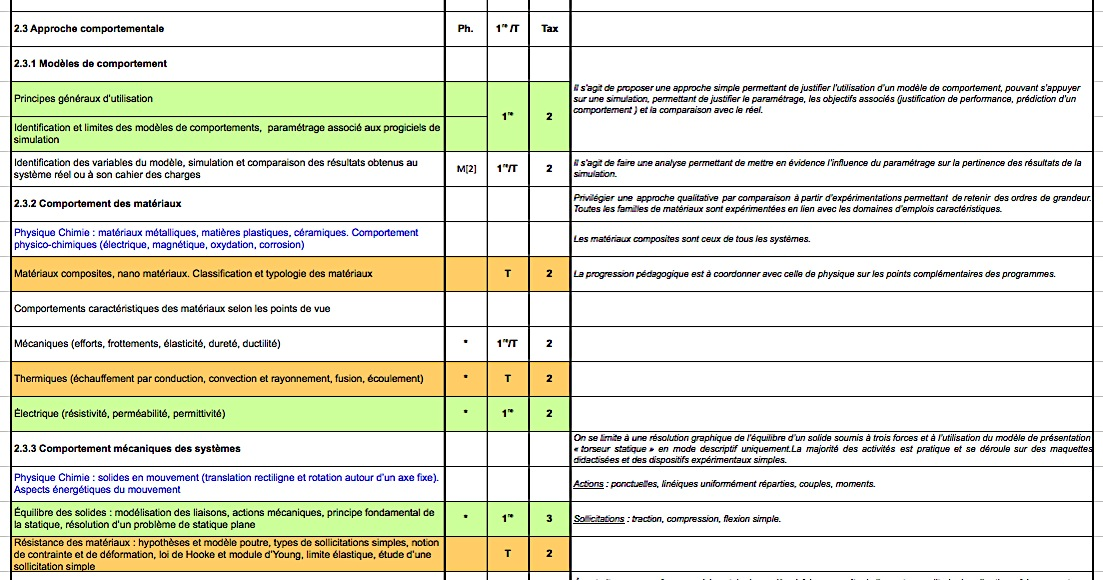 2.3 Approche comportementale Ph. 1re /T Tax
2.3.1 Modèles de comportement
Principes généraux d'utilisation
Identification et limites des modèles de comportements, paramétrage associé aux progiciels de
simulation
1re 2
Il s'agit de proposer une approche simple permettant de justifier l'utilisation d'un modèle de comportement, pouvant s'appuyer
sur une simulation, permettant de justifier le paramétrage, les objectifs associés (justification de performance, prédiction d'un
comportement ) et la comparaison avec le réel.
Identification des variables du modèle, simulation et comparaison des résultats obtenus au
système réel ou à son cahier des charges
M[2] 1re/T 2
Il s'agit de faire une analyse permettant de mettre en évidence l'influence du paramétrage sur la pertinence des résultats de la
simulation.
2.3.2 Comportement des matériaux
Privilégier une approche qualitative par comparaison à partir d'expérimentations permettant de retenir des ordres de grandeur.
Toutes les familles de matériaux sont expérimentées en lien avec les domaines d'emplois caractéristiques.
Physique Chimie : matériaux métalliques, matières plastiques, céramiques. Comportement
physico-chimiques (électrique, magnétique, oxydation, corrosion)
Les matériaux composites sont ceux de tous les systèmes.
Matériaux composites, nano matériaux. Classification et typologie des matériaux T 2
La progression pédagogique est à coordonner avec celle de physique sur les points complémentaires des programmes.
Comportements caractéristiques des matériaux selon les points de vue
Mécaniques (efforts, frottements, élasticité, dureté, ductilité) * 1re/T 2
Thermiques (échauffement par conduction, convection et rayonnement, fusion, écoulement) * T 2
Électrique (résistivité, perméabilité, permittivité) * 1re 2
2.3.3 Comportement mécaniques des systèmes
On se limite à une résolution graphique de l'équilibre d'un solide soumis à trois forces et à l'utilisation du modèle de présentation
« torseur statique » en mode descriptif uniquement.La majorité des activités est pratique et se déroule sur des maquettes
didactisées et des dispositifs expérimentaux simples.
Physique Chimie : solides en mouvement (translation rectiligne et rotation autour d'un axe fixe).
Aspects énergétiques du mouvement
Actions : ponctuelles, linéiques uniformément réparties, couples, moments.
Équilibre des solides : modélisation des liaisons, actions mécaniques, principe fondamental de
la statique, résolution d'un problème de statique plane
* 1re 3
Sollicitations : traction, compression, flexion simple.
Résistance des matériaux : hypothèses et modèle poutre, types de sollicitations simples, notion
de contrainte et de déformation, loi de Hooke et module d'Young, limite élastique, étude d'une
sollicitation simple
T 2